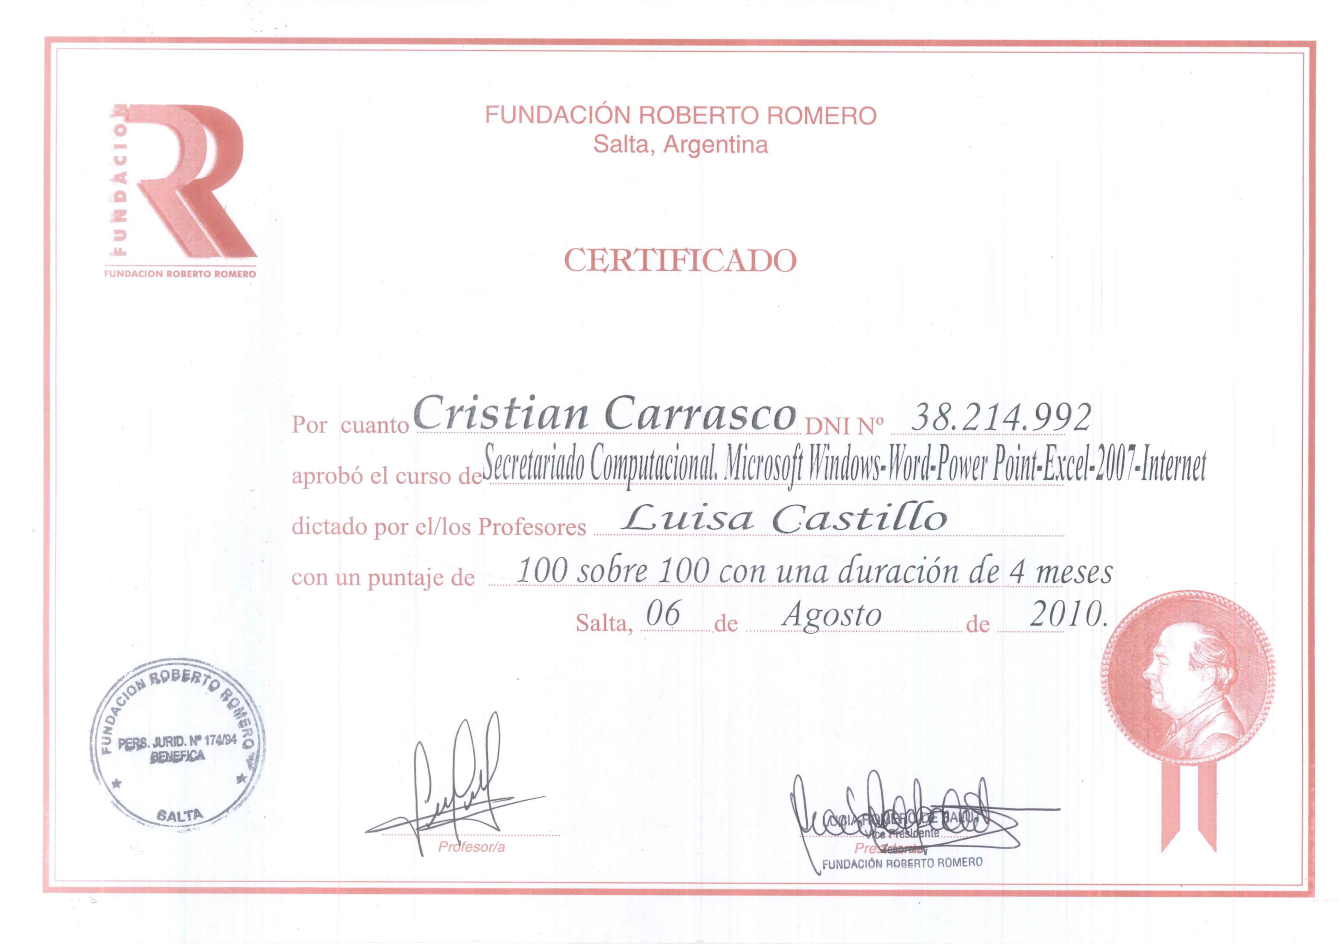 FUNDACIÓN ROBERTO ROMERO
Salta, Argentina
FUNDACION
FUNDACION ROBERTO ROMERO
CERTIFICADO
Por cuanto Cristian Carrasco DNI Nº 38.214.992
aprobó el curso de Secretariado Computacional. Microsoft Windows-Word-Power Point-Excel-2007-Internet
dictado por el/los Profesores Luisa Castillo
con un puntaje de 100 sobre 100 con una duración de 4 meses
Salta, 06 de Agosto de 2010.
FUNDACION ROBERTO ROMERO
PERS. JURID. Nº 174/94
BENEFICA
SALTA
Profesor/a
ROMERO DE
Vice Presidente
FUNDACIÓN ROBERTO ROMERO